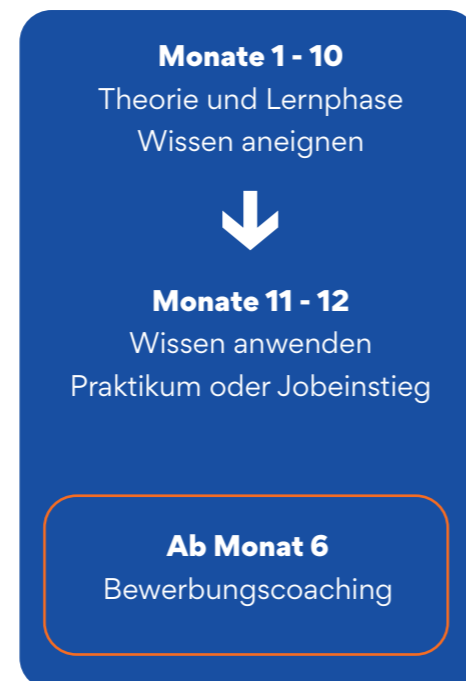 Monate 1 - 10
Theorie und Lernphase
Wissen aneignen
Monate 11 - 12
Wissen anwenden
Praktikum oder Jobeinstieg
Ab Monat 6
Bewerbungscoaching